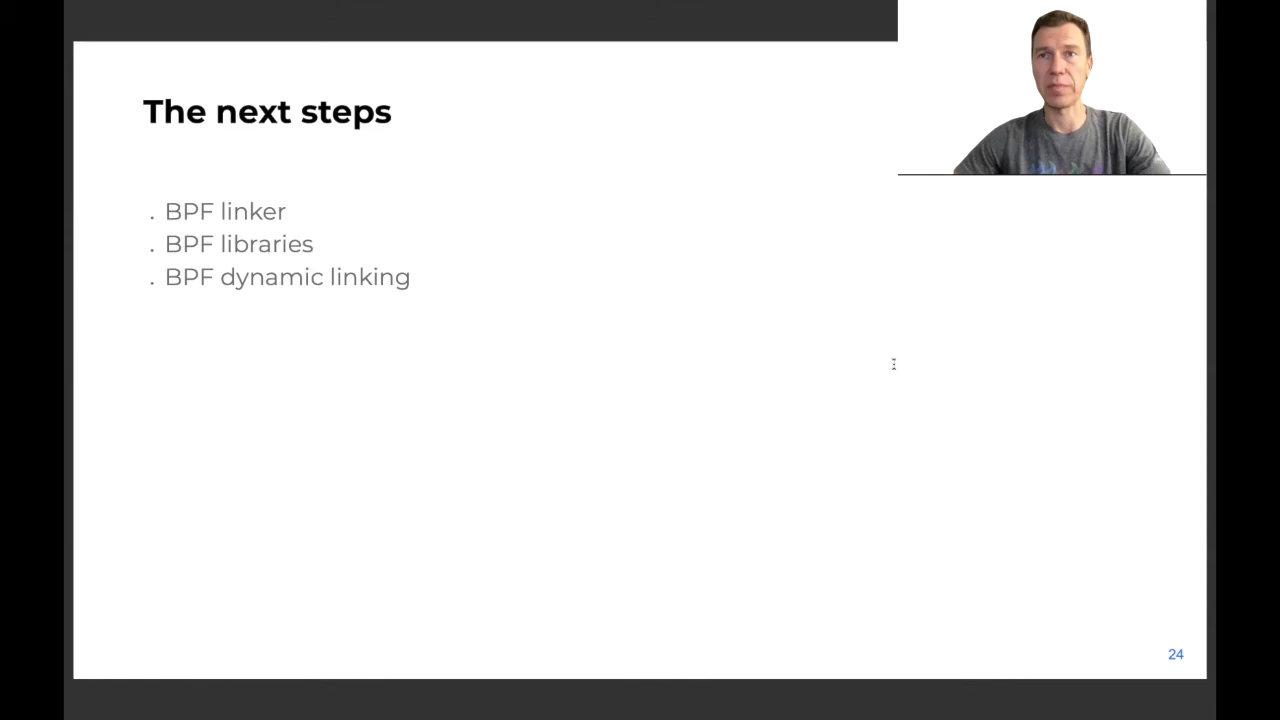 The next steps
. BPF linker
. BPF libraries
. BPF dynamic linking
24